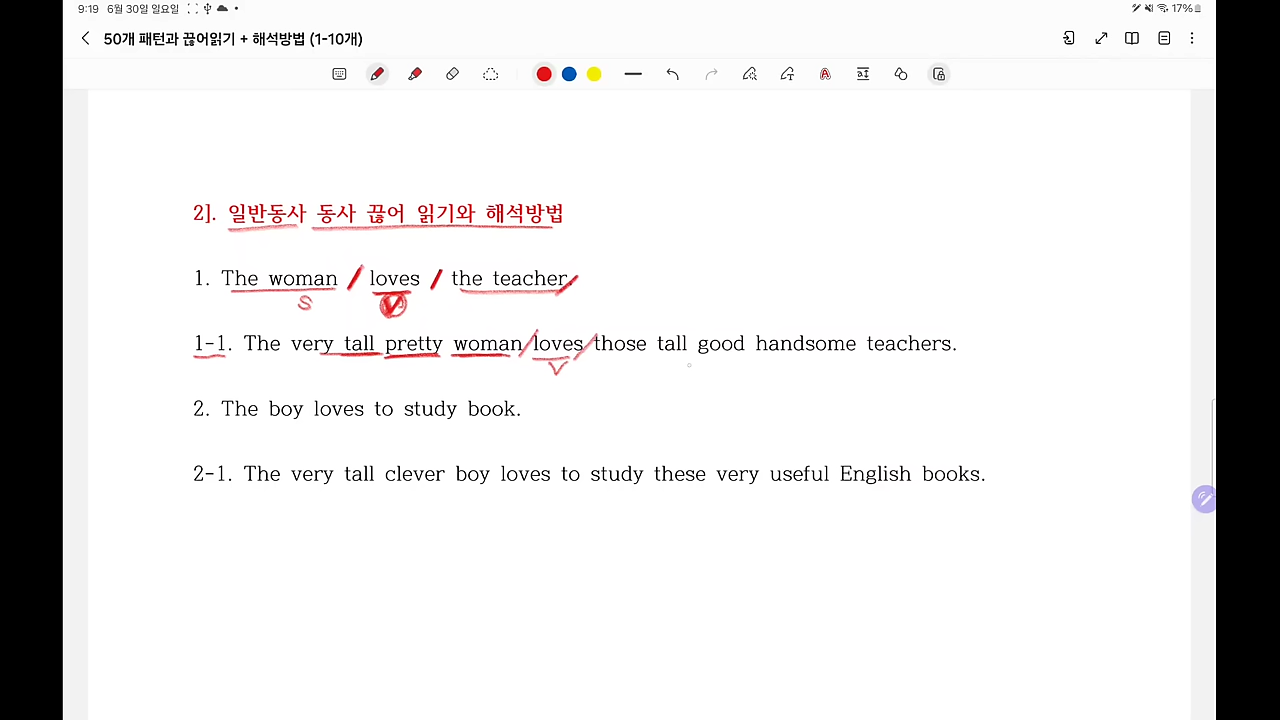 9:19 6월 30일 일요일
17%
50개 패턴과 끊어읽기 + 해석방법 (1-10개)
2]. 일반동사 동사 끊어 읽기와 해석방법
1. The woman / loves / the teacher. /
S V
1-1. The very tall pretty woman / loves / those tall good handsome teachers.
V
2. The boy loves to study book.
2-1. The very tall clever boy loves to study these very useful English books.